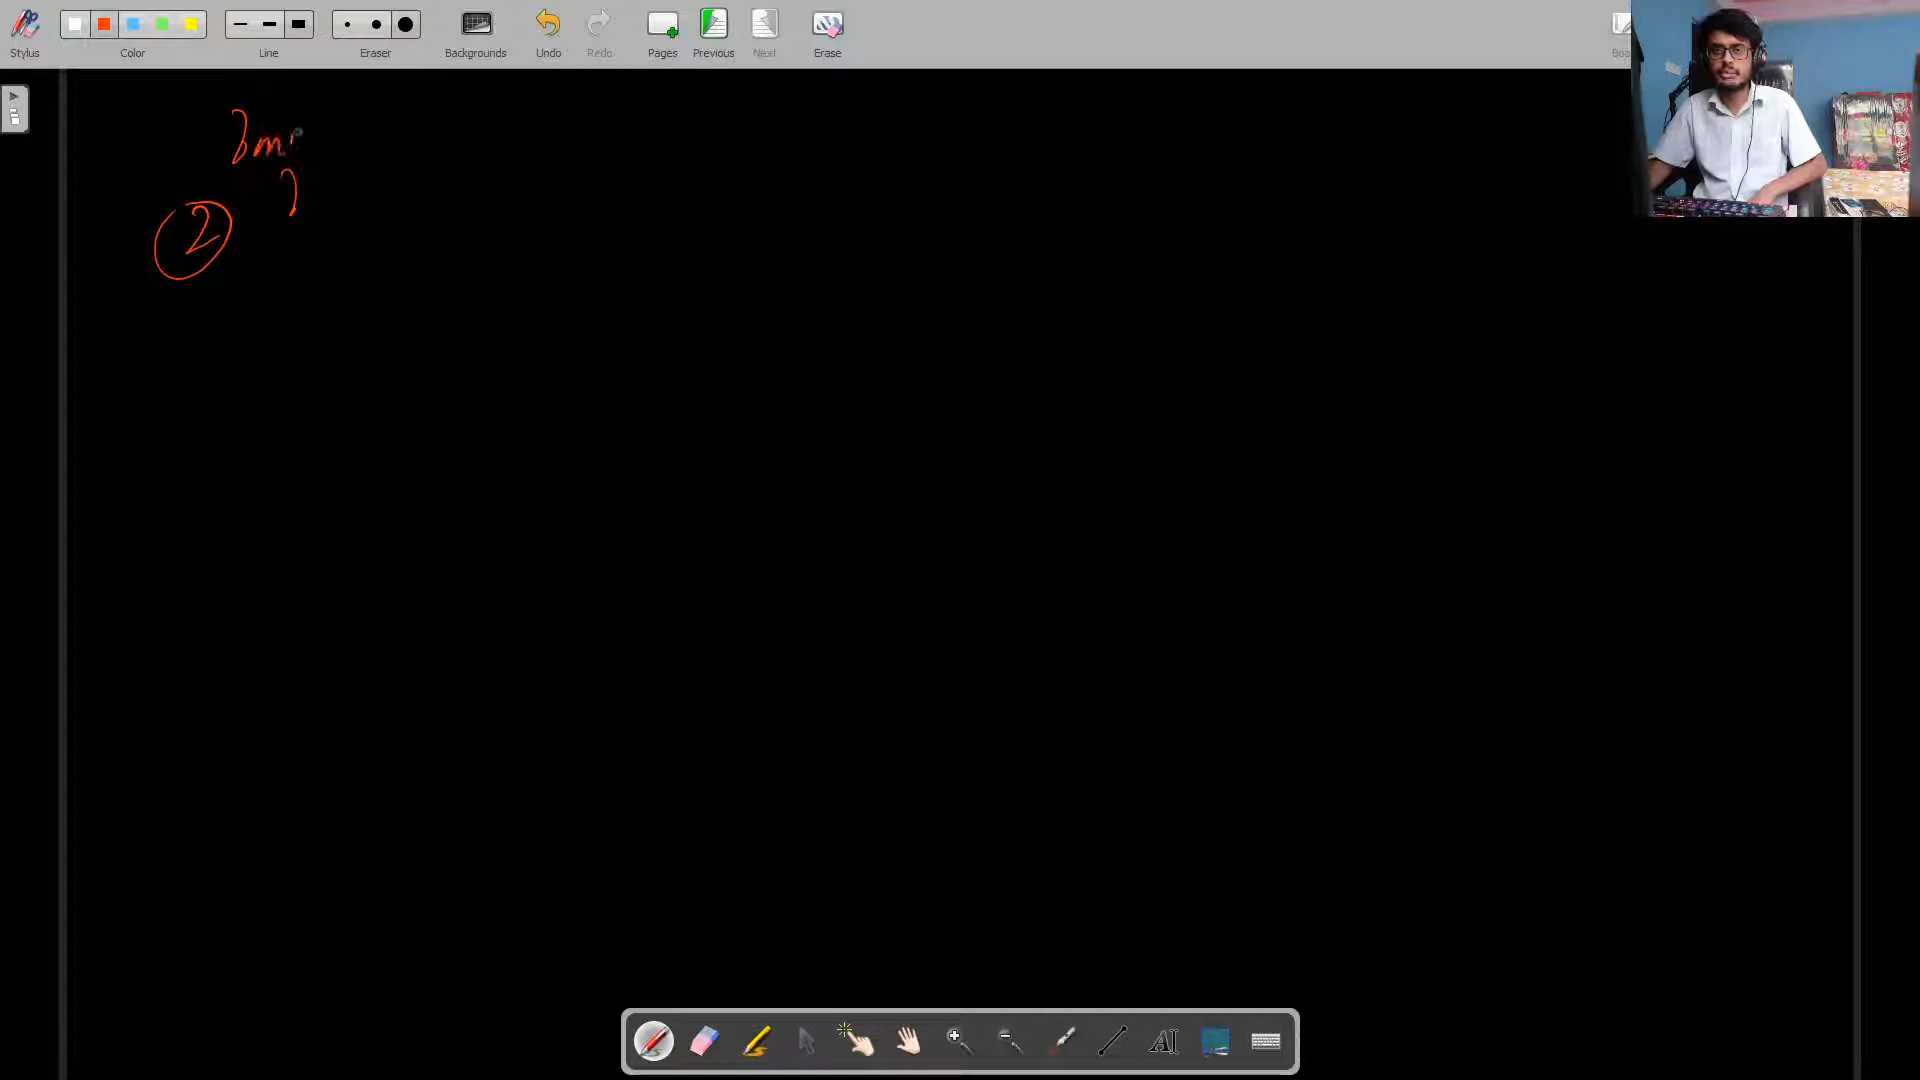 Stylus
Color
Line
Eraser
Backgrounds
Undo
Redo
Pages
Previous
Next
Erase
3m
2